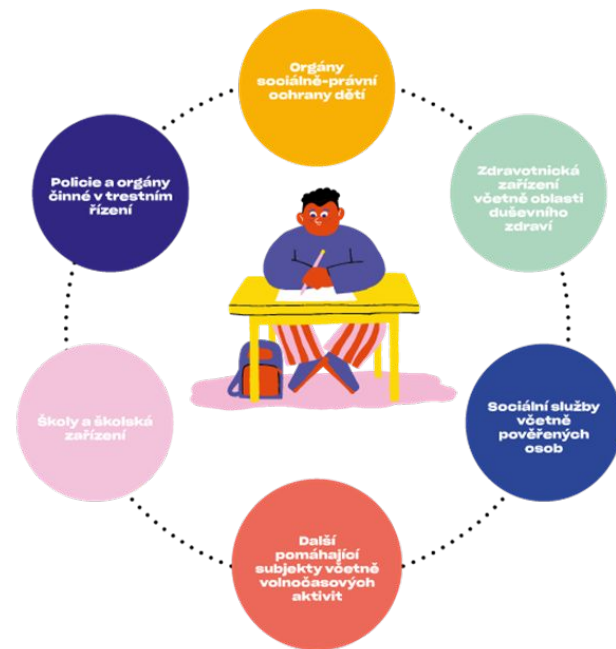 Orgány
sociálně-právní
ochrany dětí
Zdravotnická
zařízení
včetně oblasti
duševního
zdraví
Sociální služby
včetně
pověřených
osob
Další
pomáhající
subjekty včetně
volnočasových
aktivit
Školy a školská
zařízení
Policie a orgány
činné v trestním
řízení